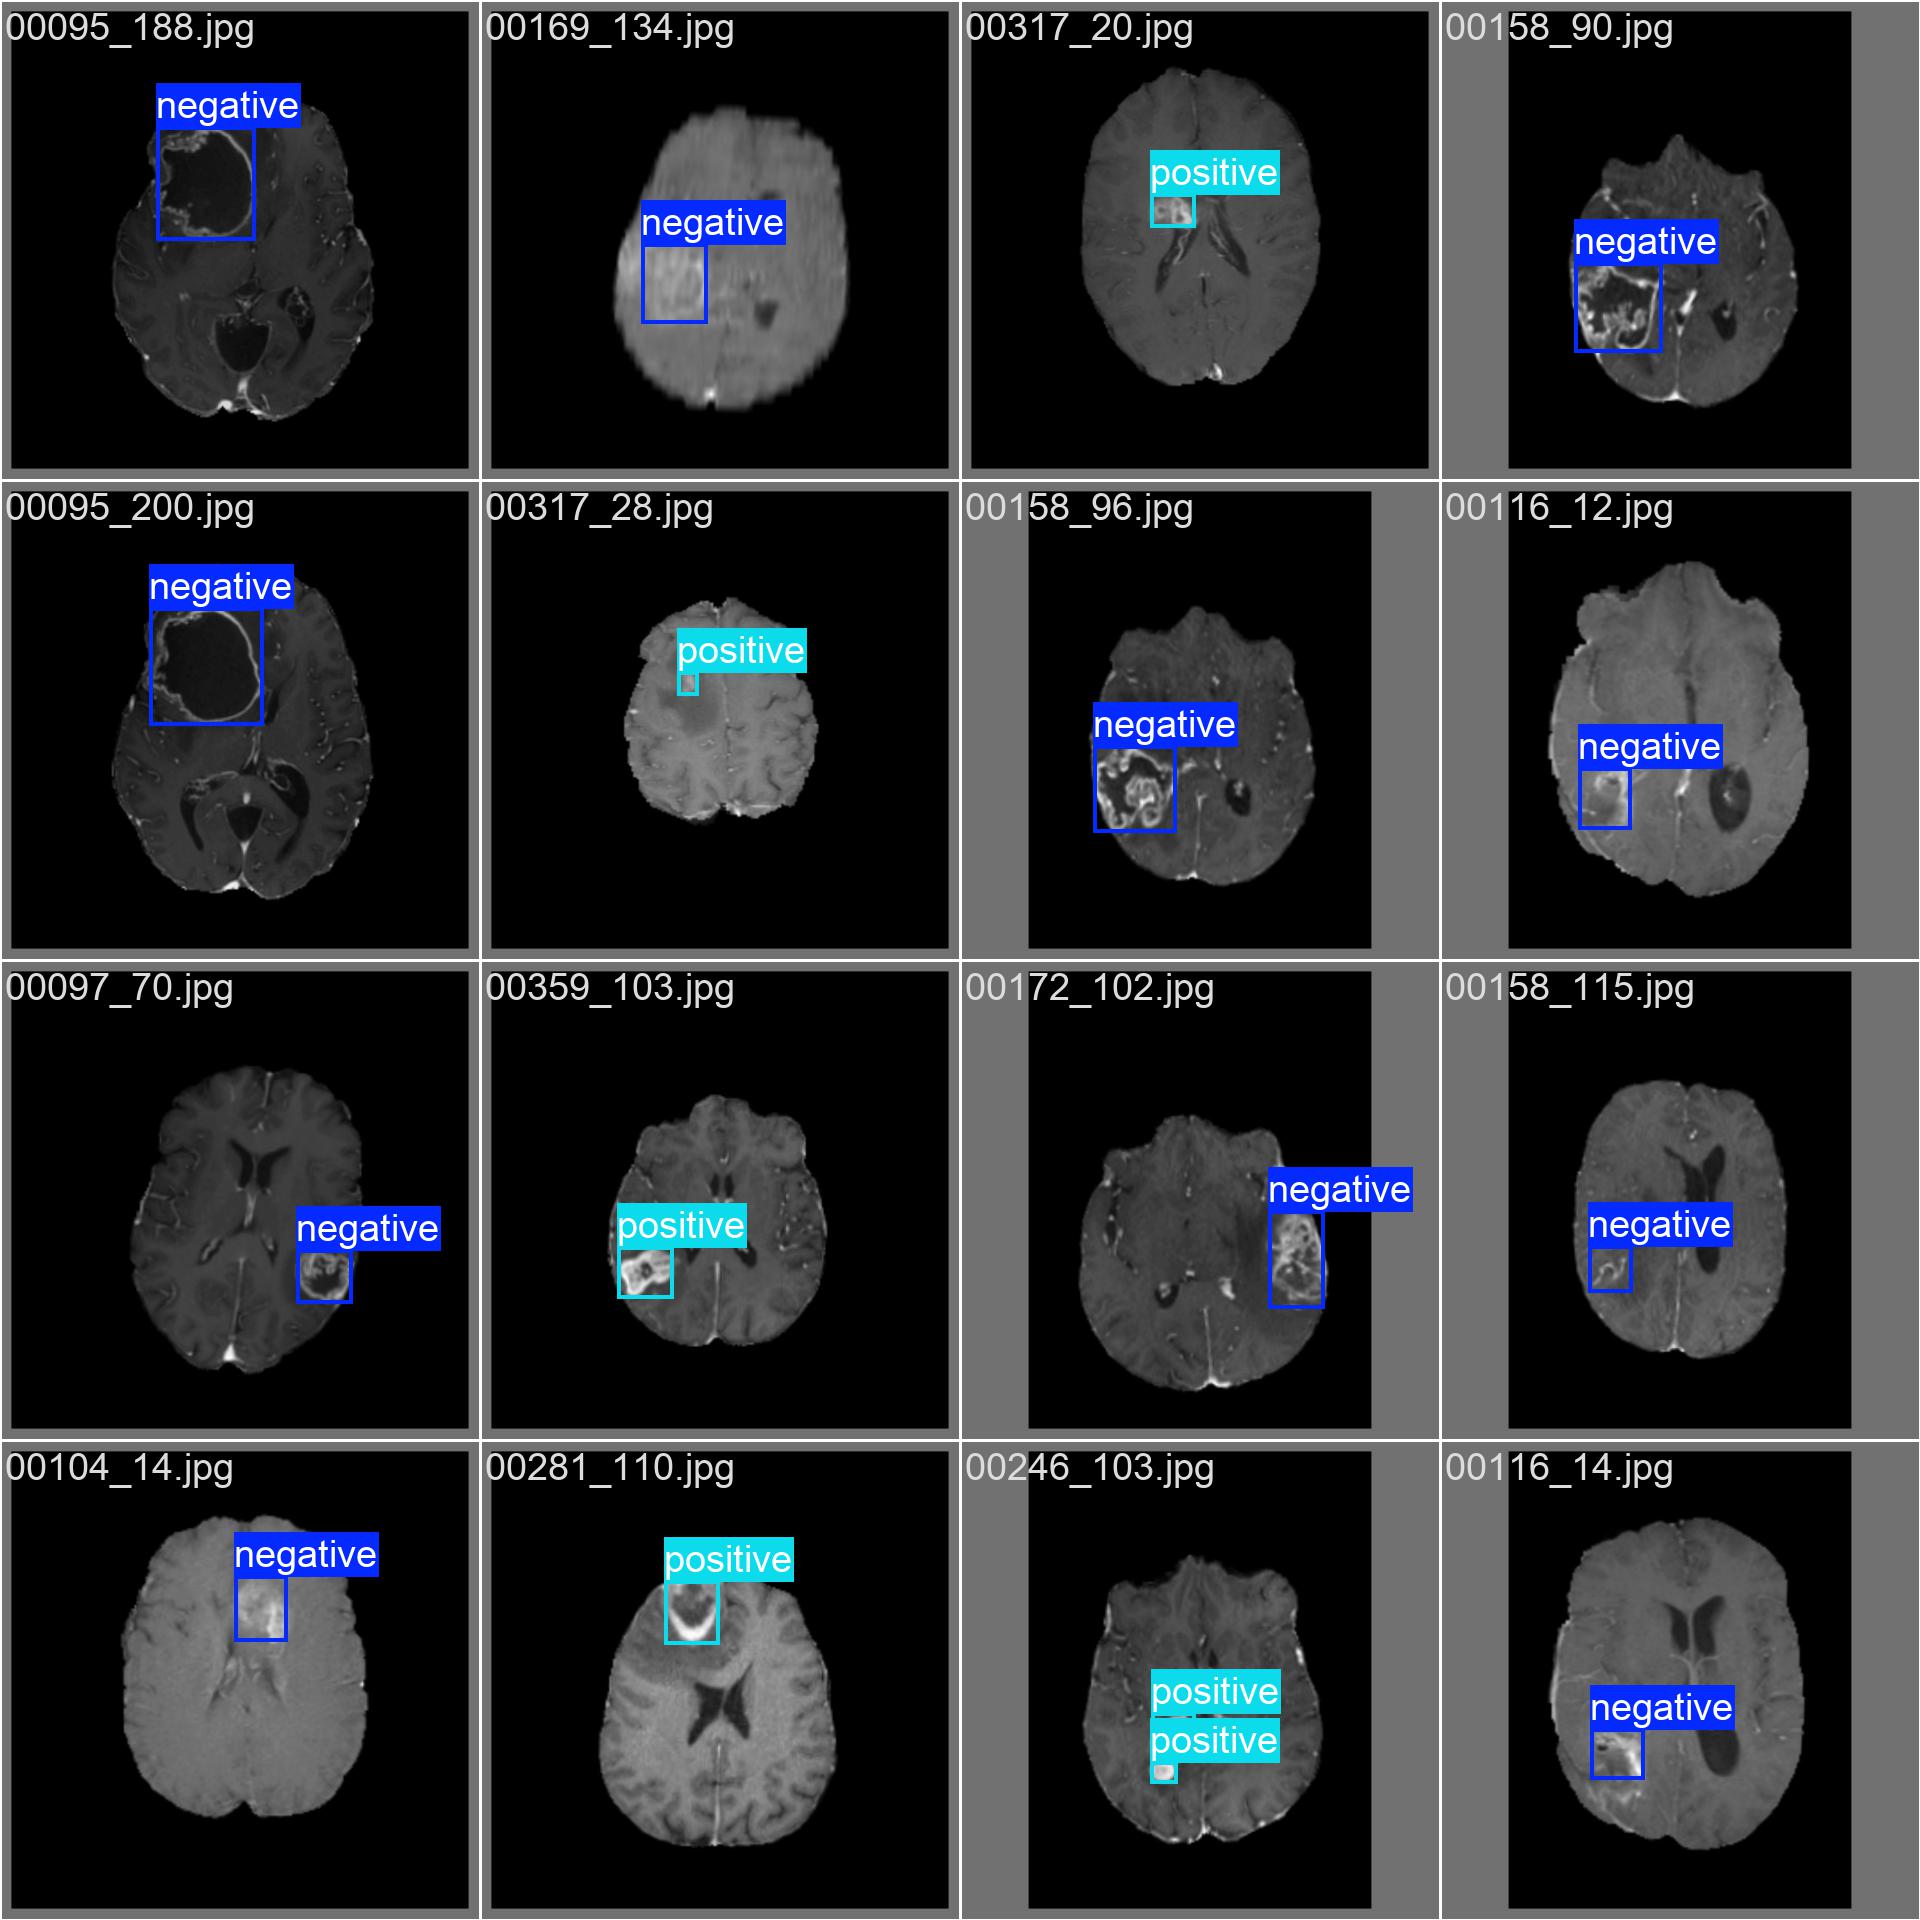 00095_188.jpg
negative
00169_134.jpg
negative
00317_20.jpg
positive
00158_90.jpg
negative
00095_200.jpg
negative
00317_28.jpg
positive
00158_96.jpg
negative
00116_12.jpg
negative
00097_70.jpg
negative
00359_103.jpg
positive
00172_102.jpg
negative
00158_115.jpg
negative
00104_14.jpg
negative
00281_110.jpg
positive
00246_103.jpg
positive
positive
00116_14.jpg
negative